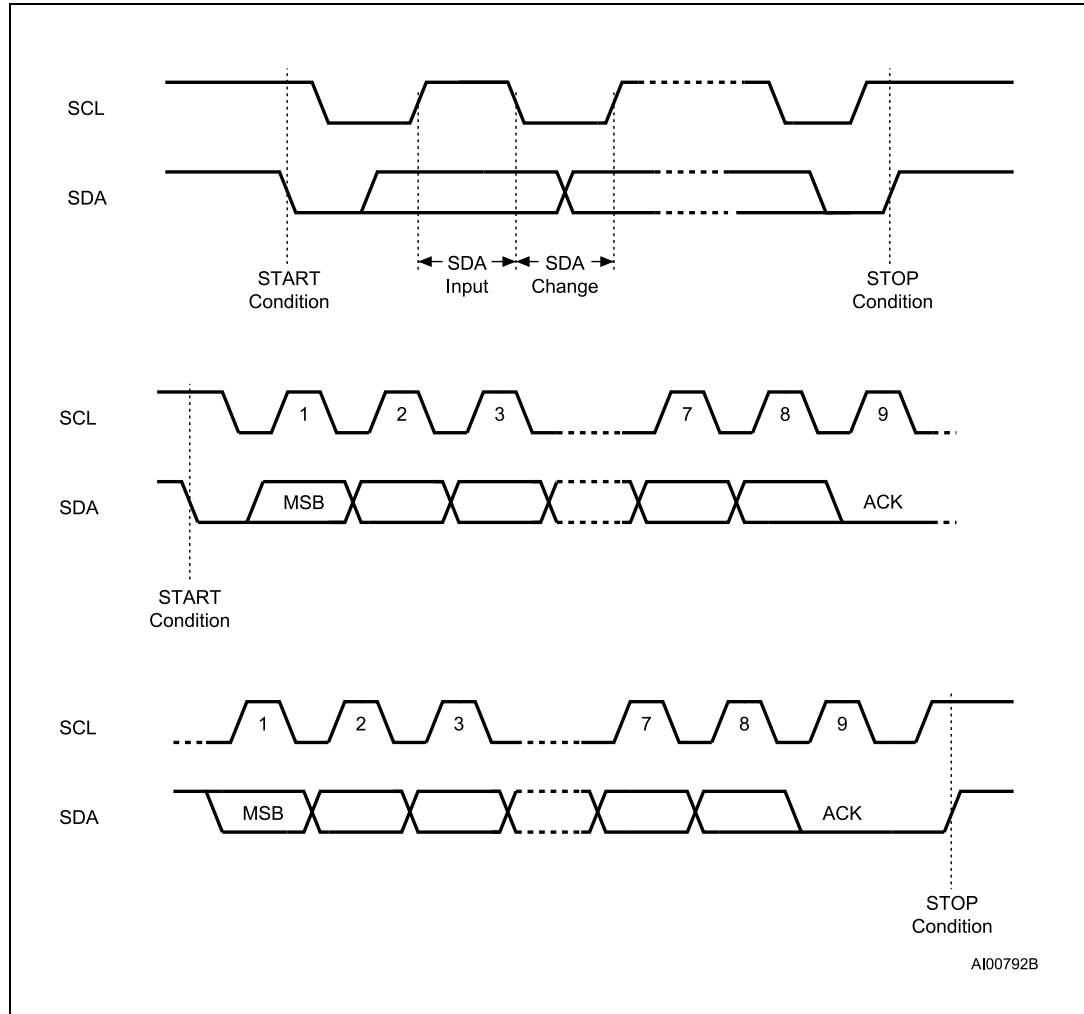 SCL
SDA
START
Condition
SDA
Input
SDA
Change
STOP
Condition
SCL
1
2
3
7
8
9
SDA
MSB
ACK
START
Condition
SCL
1
2
3
7
8
9
SDA
MSB
ACK
STOP
Condition
AI00792B